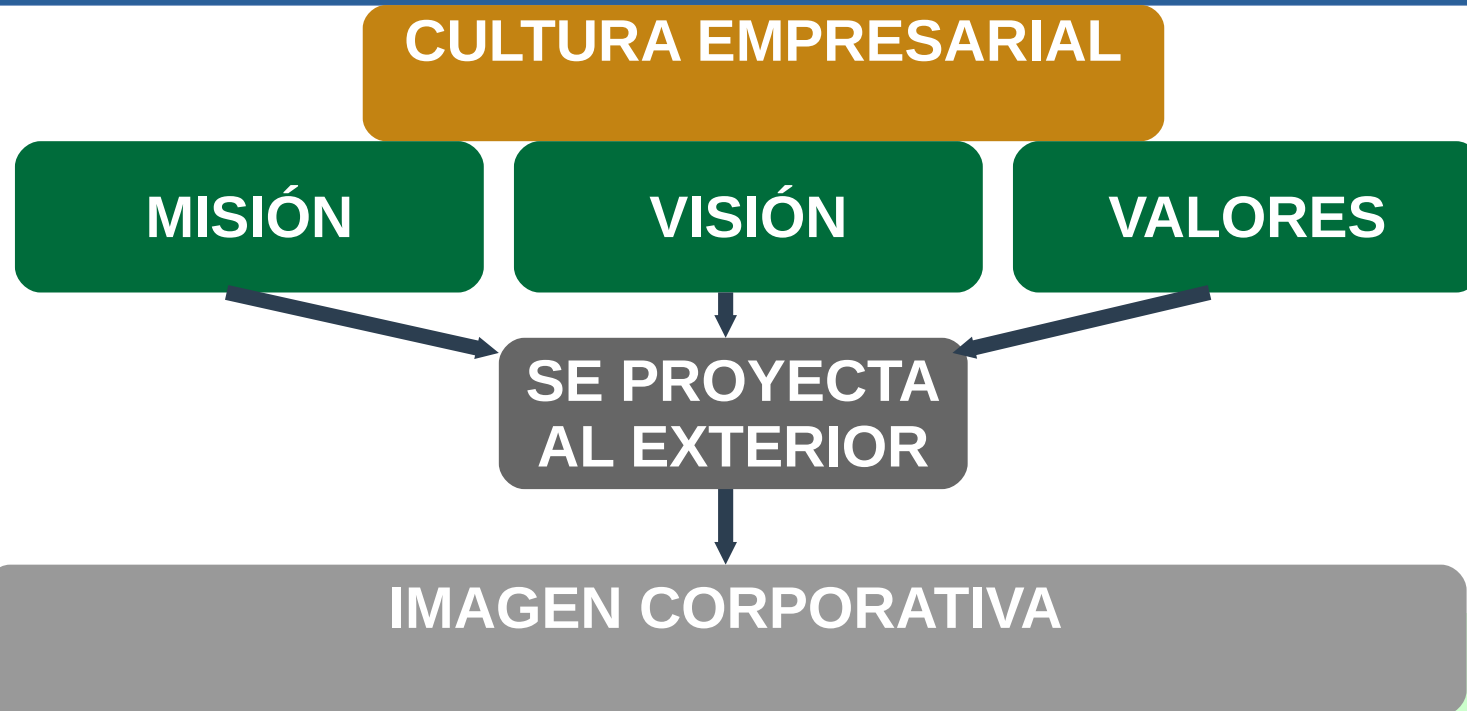 CULTURA EMPRESARIAL
MISIÓN
VISIÓN
VALORES
SE PROYECTA
AL EXTERIOR
IMAGEN CORPORATIVA